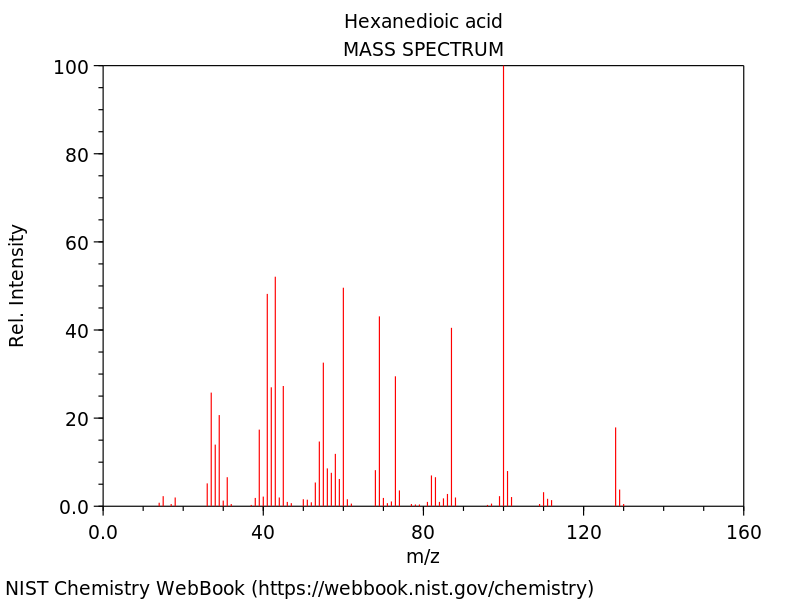 Hexanedioic acid
MASS SPECTRUM
100
80
60
40
20
0.0
Rel. Intensity
0.0 40 80 120 160
m/z
NIST Chemistry WebBook (https://webbook.nist.gov/chemistry)